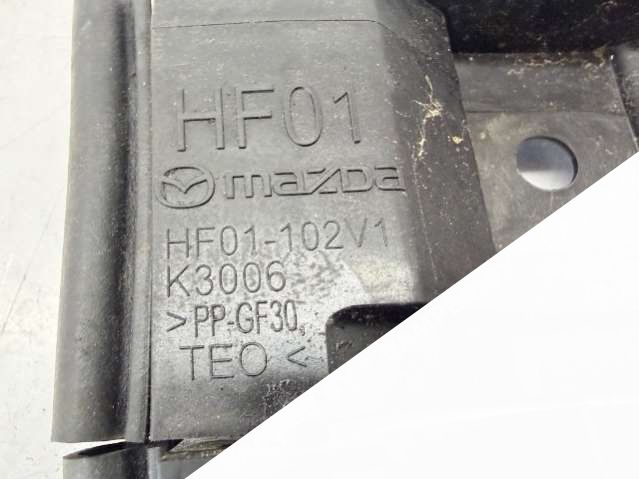 HF01
mazda
HF01-102V1
K3006
>PP-GF30,
TEO<